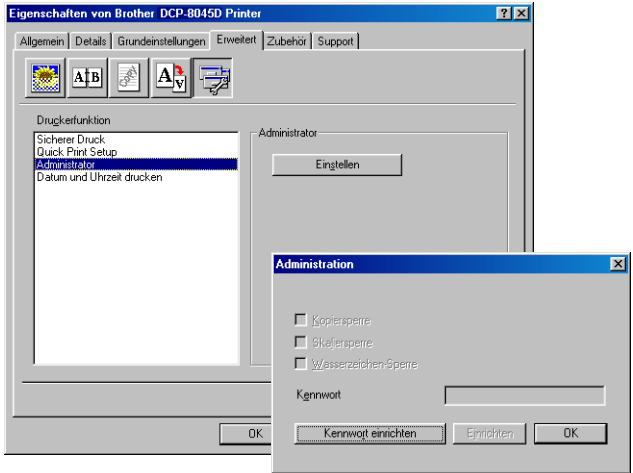 Eigenschaften von Brother DCP-8045D Printer
Allgemein Details Grundeinstellungen Erweitert Zubehör Support
A B A A
Druckerfunktion
Sicherer Druck
Quick Print Setup
Administrator
Datum und Uhrzeit drucken
Administrator
Einstellen
OK
Administration
Kopiersperre
Skaliersperre
Wasserzeichen-Sperre
Kennwort
Kennwort einrichten Einrichten OK